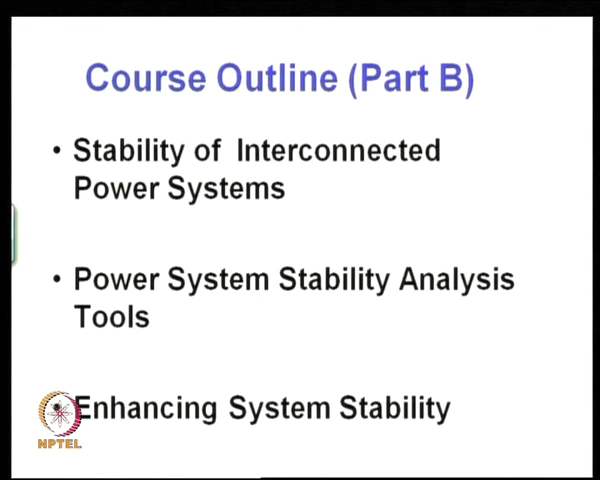 Course Outline (Part B)
• Stability of Interconnected
Power Systems
• Power System Stability Analysis
Tools
Enhancing System Stability
NPTEL